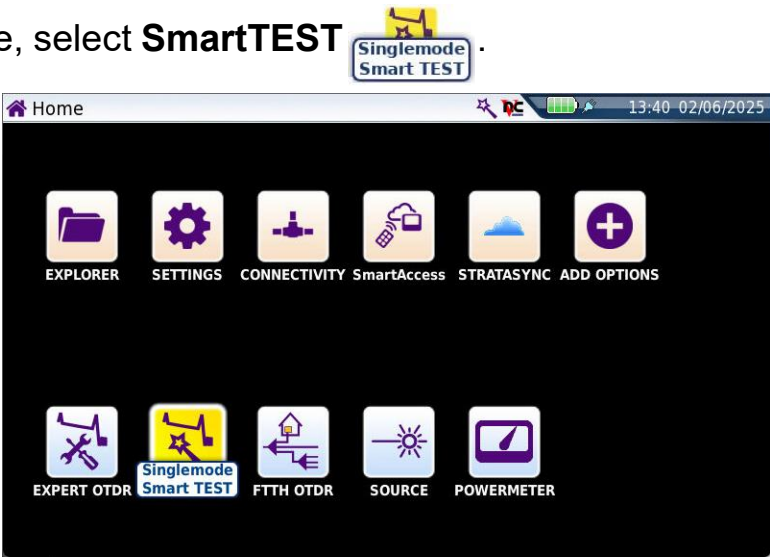 e, select SmartTEST Singlemode Smart TEST.
Home 13:40 02/06/2025
EXPLORER SETTINGS CONNECTIVITY SmartAccess STRATASYNC ADD OPTIONS
Singlemode
EXPERT OTDR Smart TEST FTTH OTDR SOURCE POWERMETER